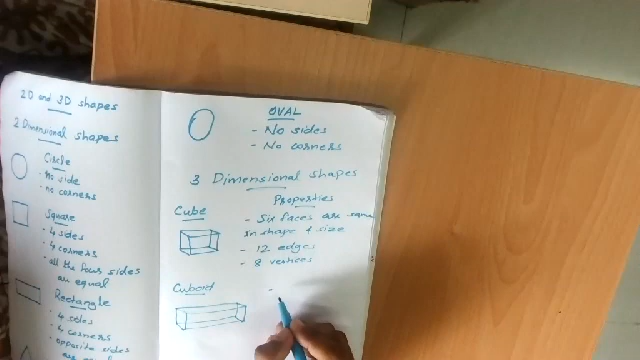 2D and 3D shapes
2 Dimensional shapes
Circle
- No side
- no corners
Square
- 4 sides
- 4 corners
- all the four sides
are equal
Rectangle
- 4 sides
- 4 corners
- opposite sides
are
OVAL
- No sides
- No corners
3 Dimensional shapes
Properties
Cube
- Six faces are same
in shape & size
- 12 edges
- 8 vertices
Cuboid
-